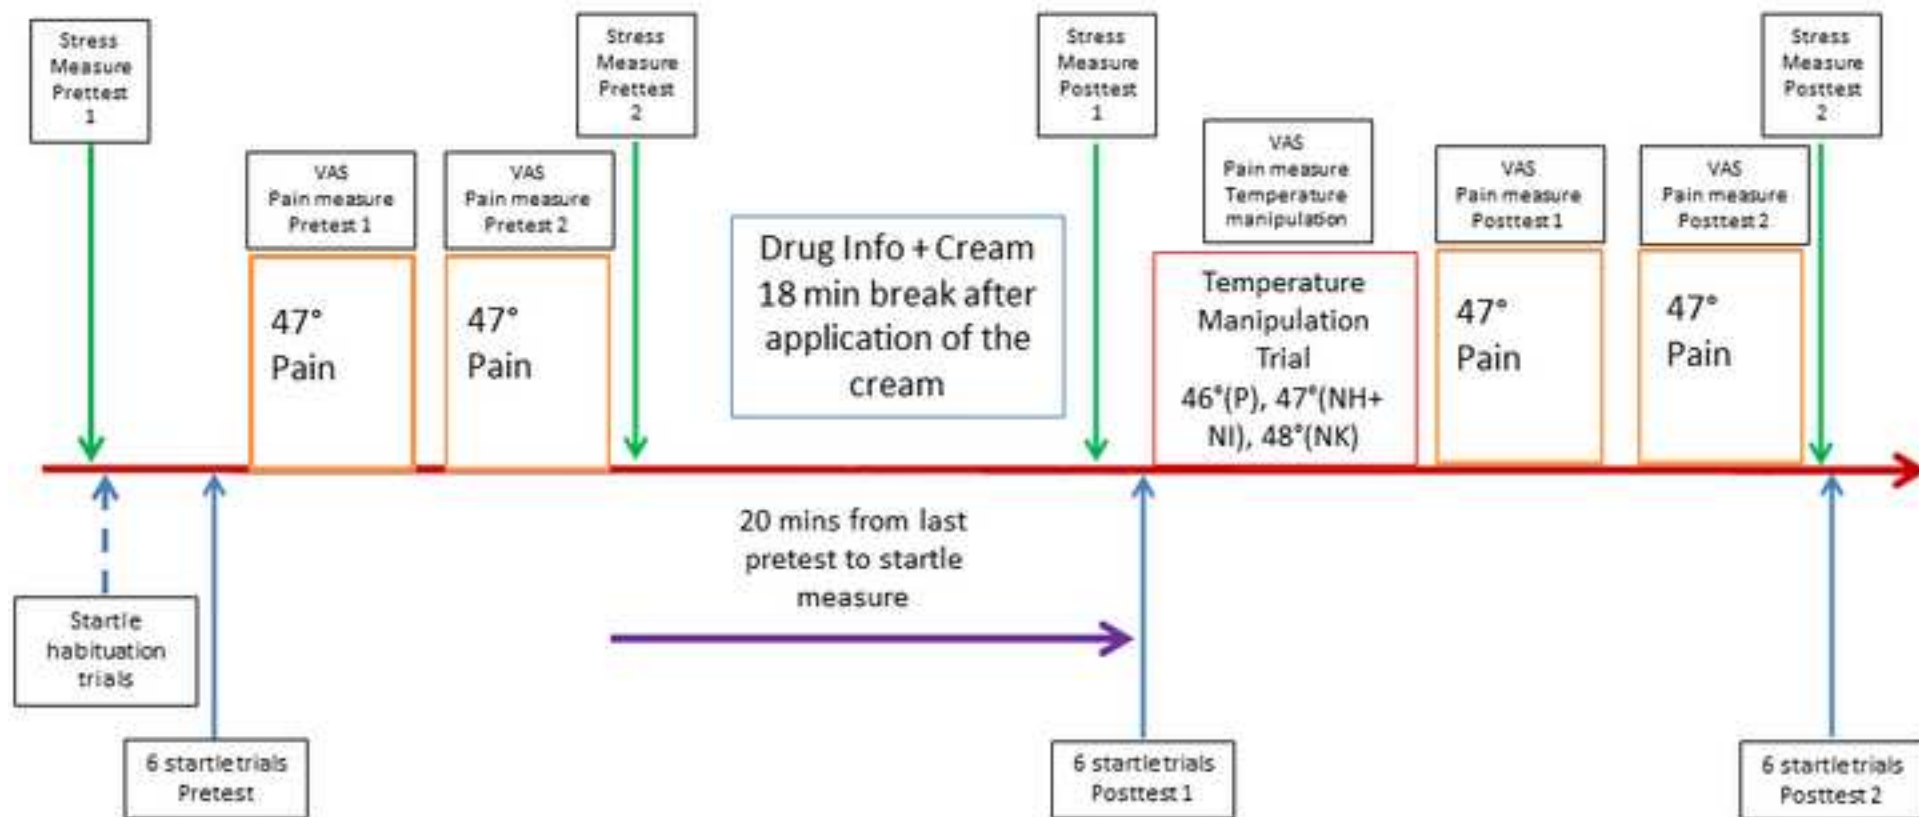 Stress
Measure
Prettest
1
Stress
Measure
Prettest
2
Stress
Measure
Posttest
1
Stress
Measure
Posttest
2
VAS
Pain measure
Pretest 1
VAS
Pain measure
Pretest 2
VAS
Pain measure
Temperature
manipulation
VAS
Pain measure
Posttest 1
VAS
Pain measure
Posttest 2
47°
Pain
47°
Pain
Drug Info + Cream
18 min break after
application of the
cream
Temperature
Manipulation
Trial
46°(P), 47°(NH+
NI), 48°(NK)
47°
Pain
47°
Pain
20 mins from last
pretest to startle
measure
Startle
habituation
trials
6 startle trials
Pretest
6 startle trials
Posttest 1
6 startle trials
Posttest 2